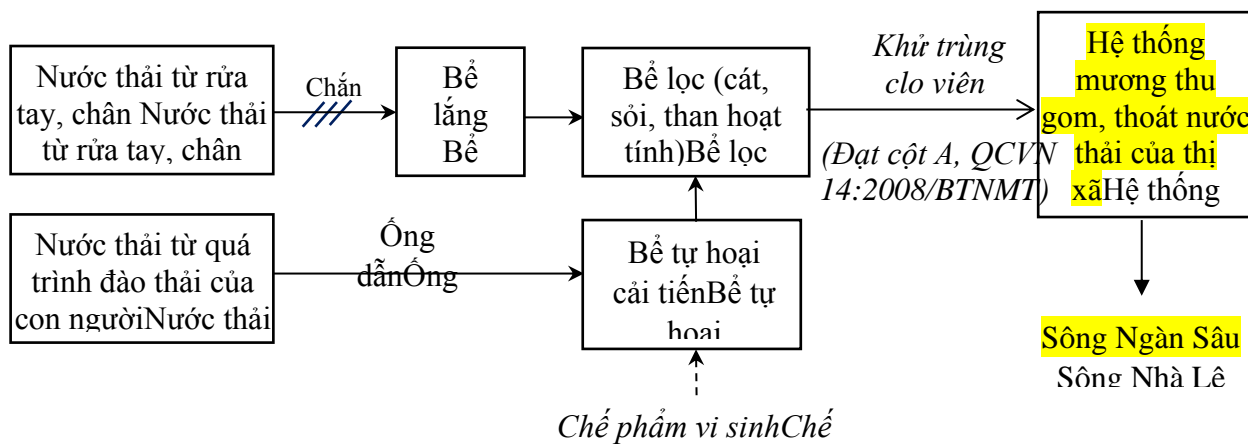 Nước thải từ rửa
tay, chân Nước thải
từ rửa tay, chân
Chắn
Bể
lắng
Bể
Bể lọc (cát,
sỏi, than hoạt
tính)Bể lọc
Khử trùng
clo viên
(Đạt cột A, QCVN
14:2008/BTNMT)
Hệ thống
mương thu
gom, thoát nước
thải của thị
xãHệ thống
Nước thải từ quá
trình đào thải của
con ngườiNước thải
Ống
dẫnỐng
Bể tự hoại
cải tiếnBể tự
hoại
Sông Ngàn Sâu
Sông Nhà Lê
Chế phẩm vi sinhChế